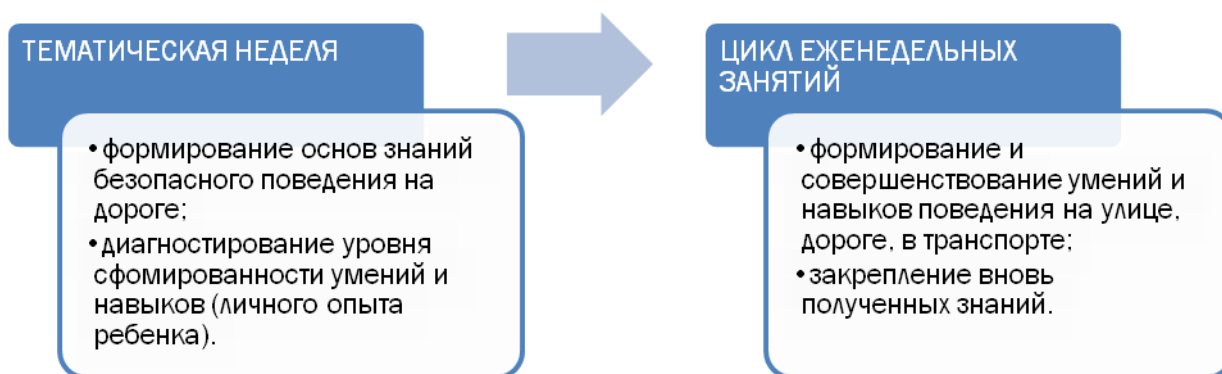 ТЕМАТИЧЕСКАЯ НЕДЕЛЯ
• формирование основ знаний
безопасного поведения на
дороге;
• диагностирование уровня
сфомированности умений и
навыков (личного опыта
ребенка).
ЦИКЛ ЕЖЕНЕДЕЛЬНЫХ
ЗАНЯТИЙ
• формирование и
совершенствование умений и
навыков поведения на улице,
дороге, в транспорте;
• закрепление вновь
полученных знаний.